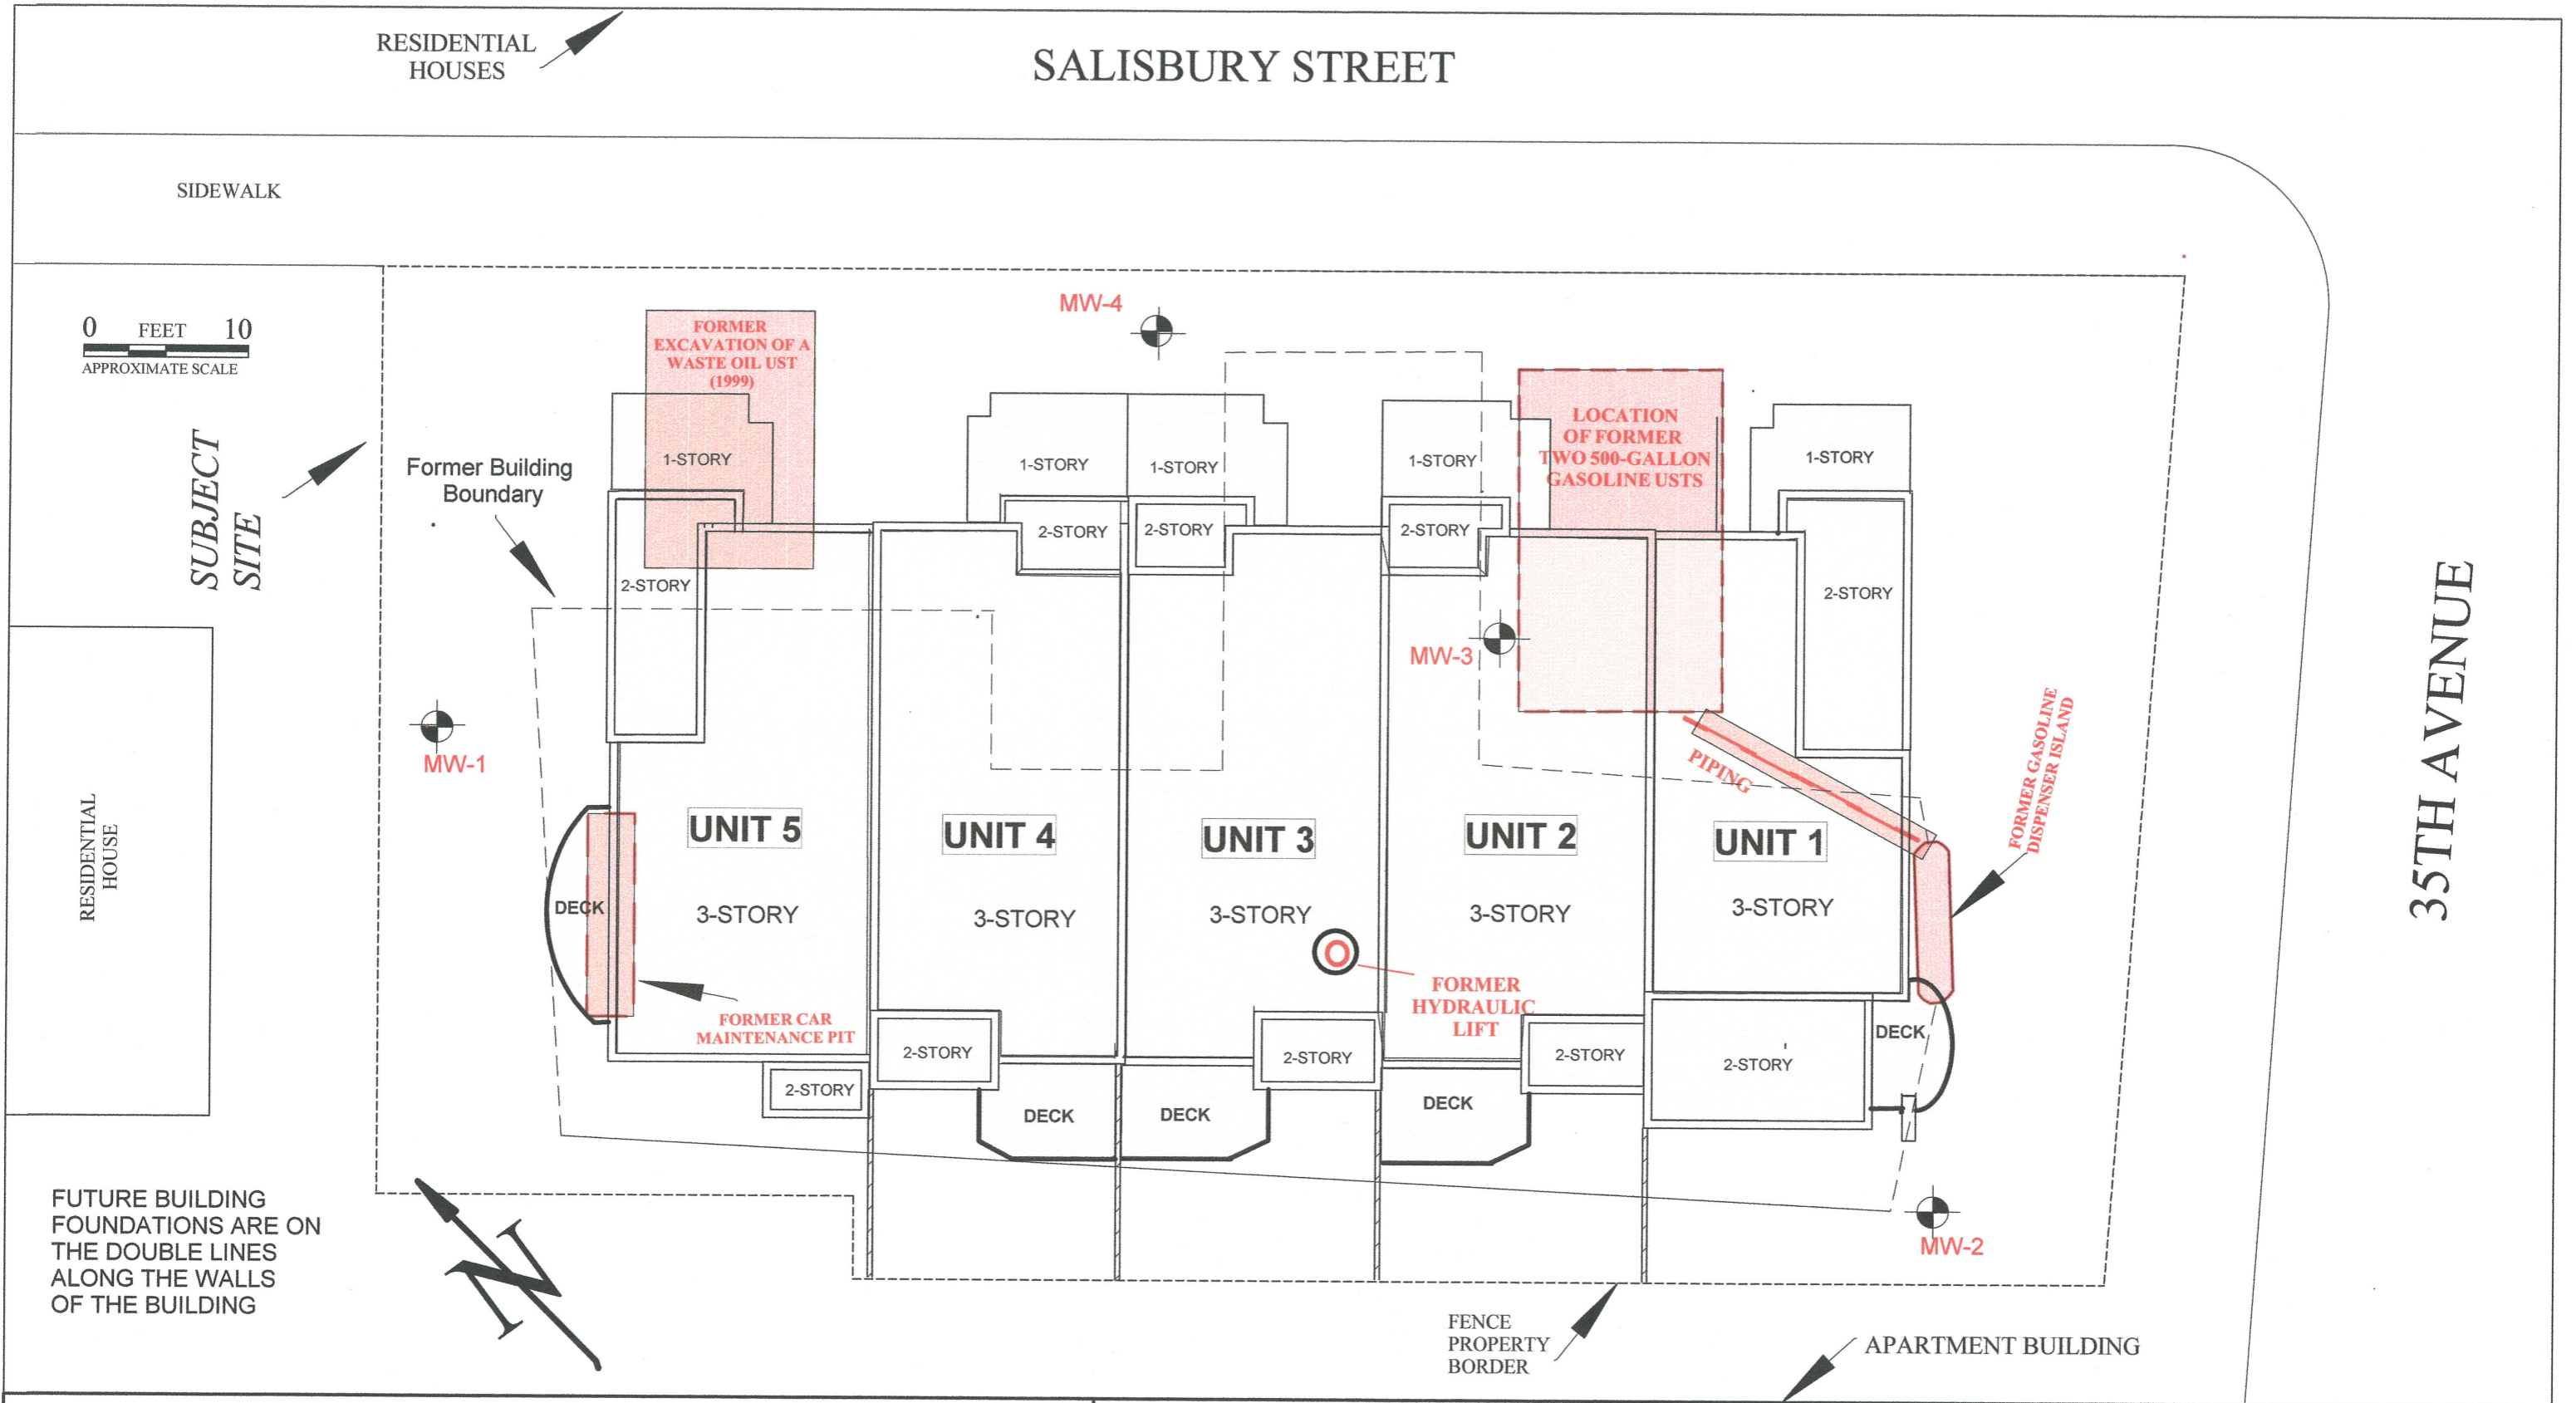 RESIDENTIAL
HOUSES
SALISBURY STREET
SIDEWALK
0 FEET 10
APPROXIMATE SCALE
SUBJECT
SITE
MW-4
FORMER
EXCAVATION OF A
WASTE OIL UST
(1999)
LOCATION
OF FORMER
TWO 500-GALLON
GASOLINE USTS
Former Building
Boundary
1-STORY
1-STORY
1-STORY
1-STORY
1-STORY
2-STORY
2-STORY
2-STORY
2-STORY
2-STORY
MW-3
MW-1
PIPING
FORMER GASOLINE
DISPENSER ISLAND
35TH AVENUE
RESIDENTIAL
HOUSE
UNIT 5
UNIT 4
UNIT 3
UNIT 2
UNIT 1
DECK
3-STORY
3-STORY
3-STORY
3-STORY
3-STORY
FORMER CAR
MAINTENANCE PIT
FORMER
HYDRAULIC
LIFT
DECK
2-STORY
2-STORY
2-STORY
2-STORY
2-STORY
DECK
DECK
DECK
FUTURE BUILDING
FOUNDATIONS ARE ON
THE DOUBLE LINES
ALONG THE WALLS
OF THE BUILDING
N
MW-2
FENCE
PROPERTY
BORDER
APARTMENT BUILDING